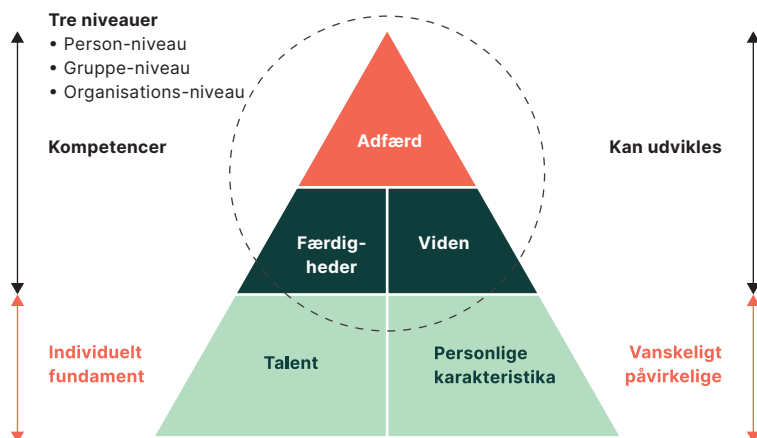 Tre niveauer
• Person-niveau
• Gruppe-niveau
• Organisations-niveau
Kompetencer
Adfærd
Kan udvikles
Færdig-
heder
Viden
Individuelt
fundament
Talent
Personlige
karakteristika
Vanskeligt
påvirkelige